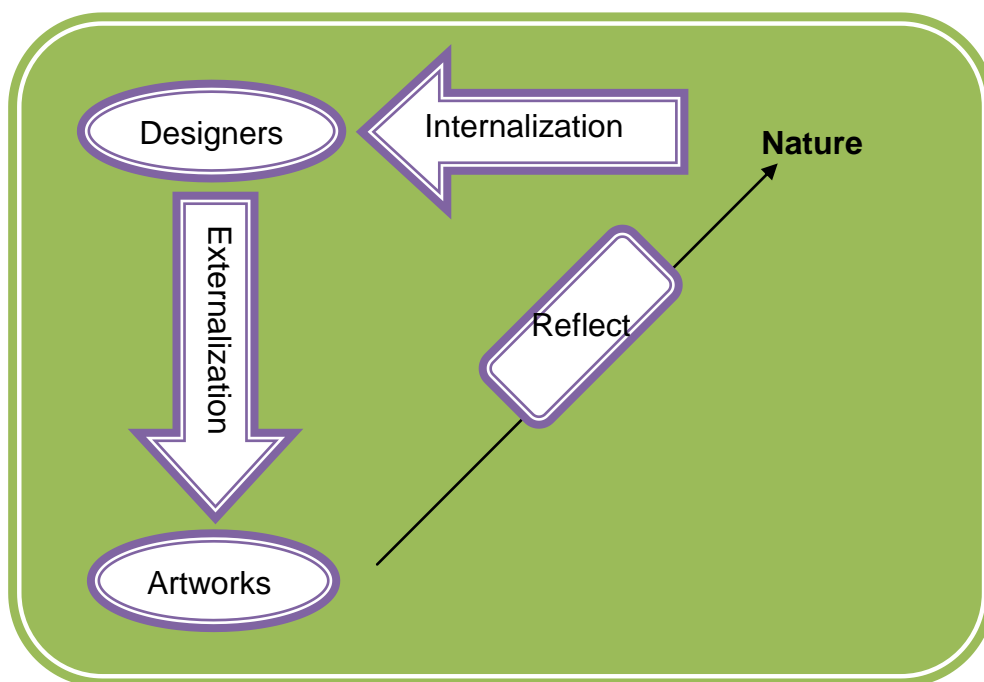 Designers
Internalization
Nature
Externalization
Reflect
Artworks